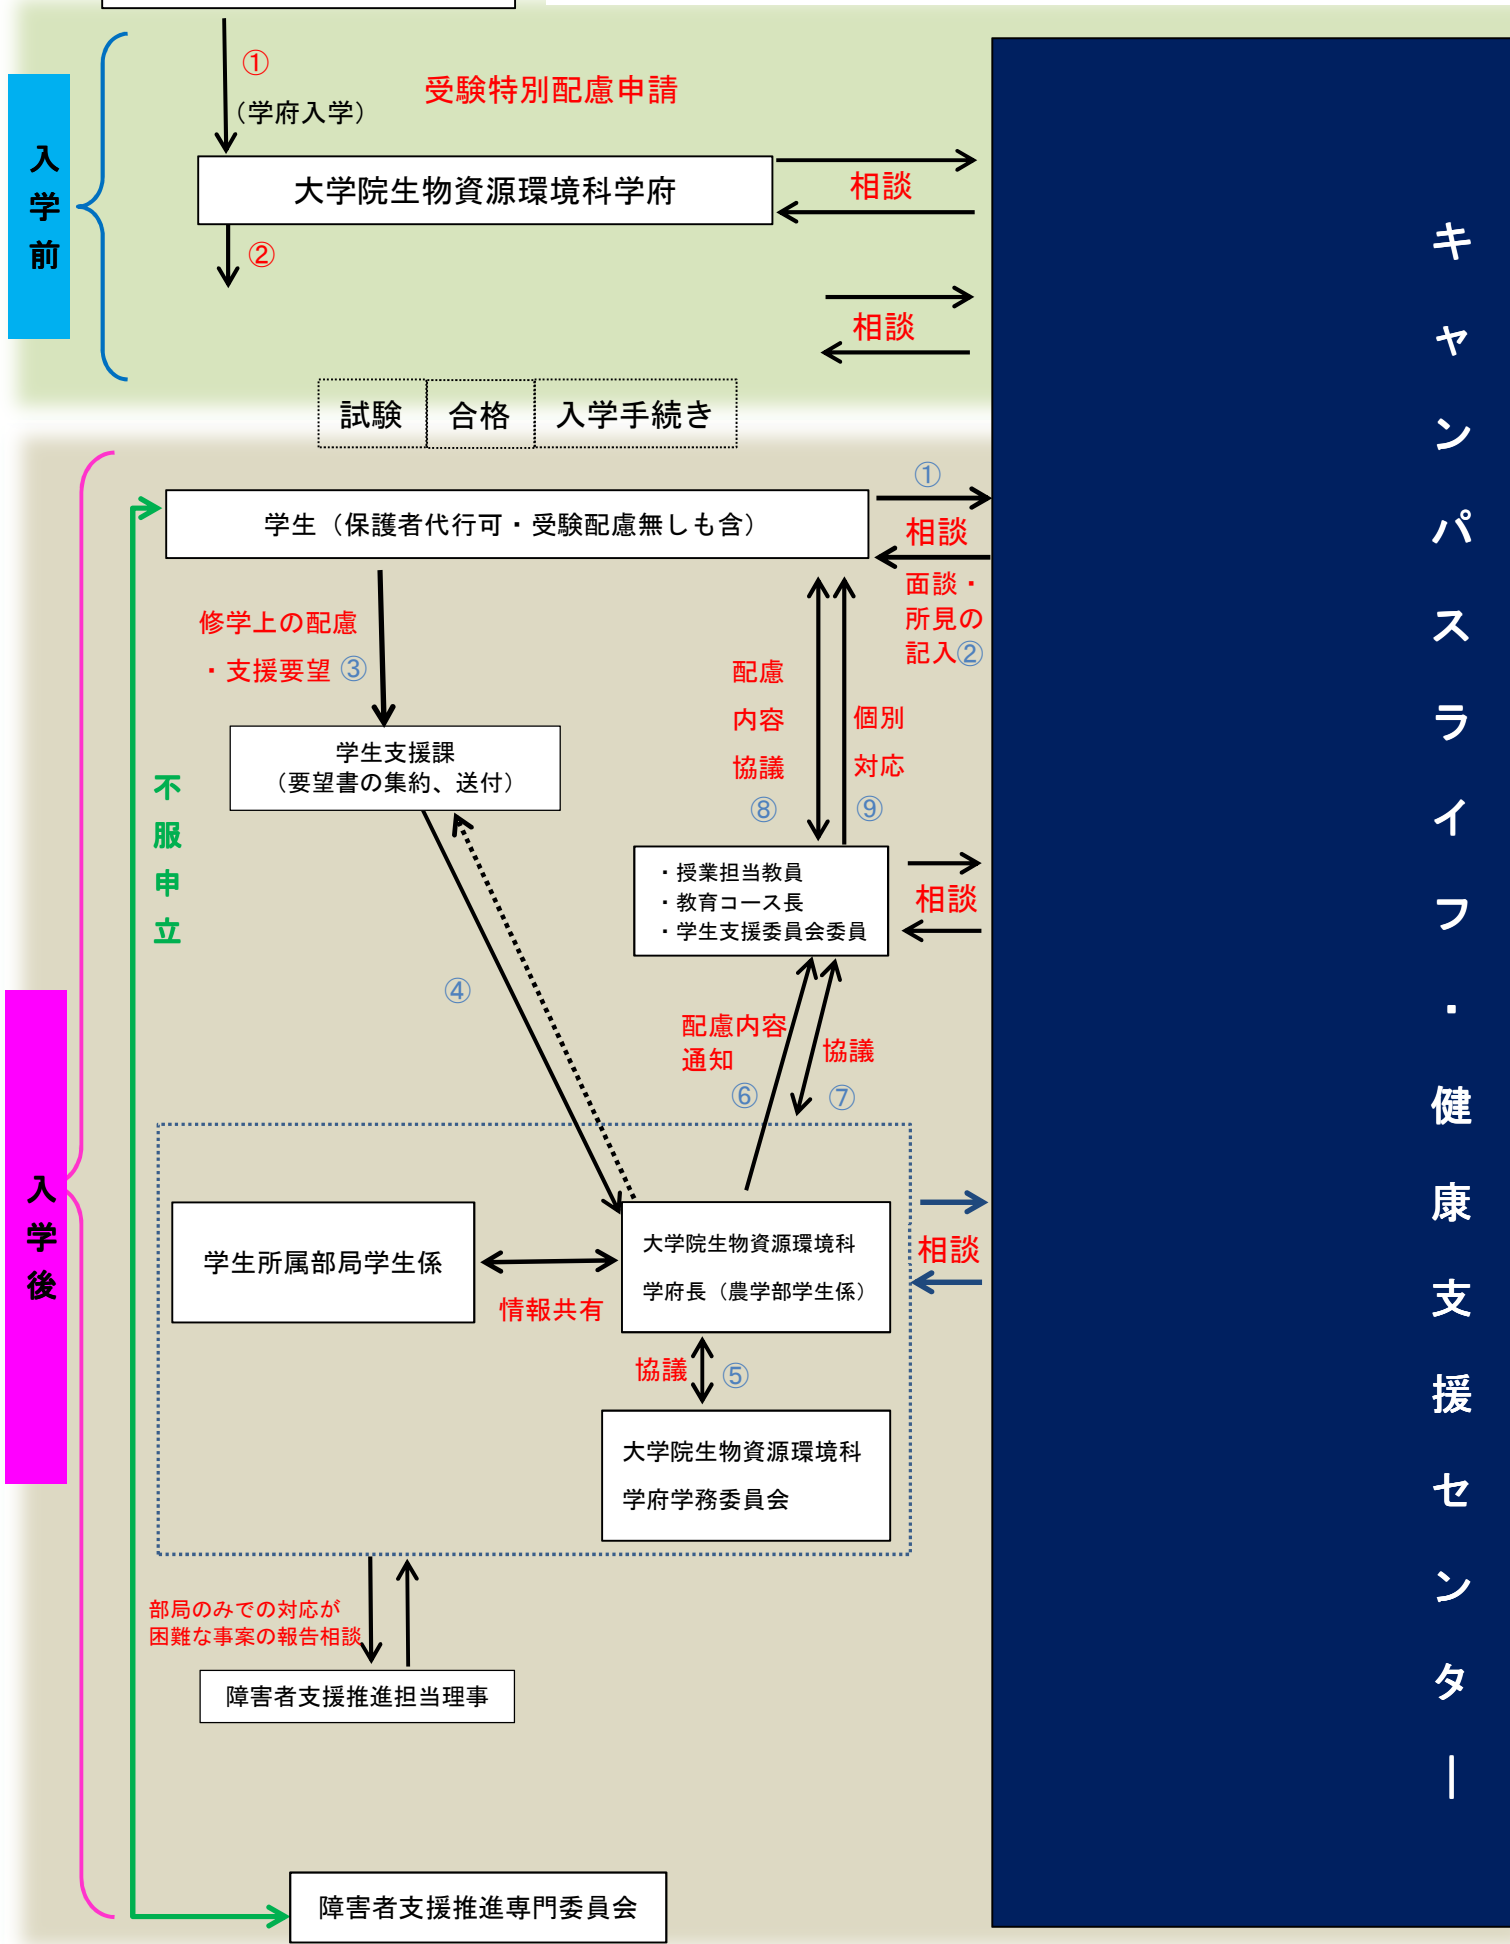 ①
（学府入学）
受験特別配慮申請
入学前
大学院生物資源環境科学府
相談
②
相談
試験
合格
入学手続き
学生（保護者代行可・受験配慮無しも含）
①
相談
面談・
所見の
記入②
修学上の配慮
・支援要望 ③
学生支援課
（要望書の集約、送付）
配慮
内容
協議
⑧
個別
対応
⑨
不服申立
・授業担当教員
・教育コース長
・学生支援委員会委員
相談
④
配慮内容
通知
⑥
協議
⑦
入学後
学生所属部局学生係
情報共有
大学院生物資源環境科
学府長（農学部学生係）
相談
協議
⑤
大学院生物資源環境科
学府学務委員会
部局のみでの対応が
困難な事案の報告相談
障害者支援推進担当理事
障害者支援推進専門委員会
キャンパスライフ・健康支援センター